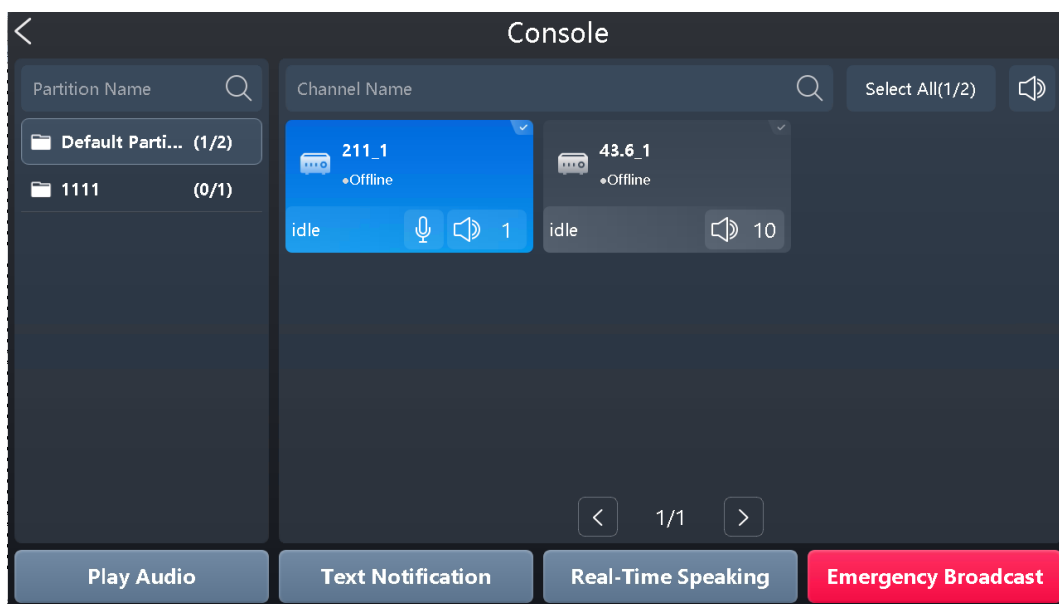 Console
Partition Name
Channel Name
Select All(1/2)
Default Parti... (1/2)
1111 (0/1)
211_1
•Offline
idle
1
43.6_1
•Offline
idle
10
1/1
Play Audio
Text Notification
Real-Time Speaking
Emergency Broadcast